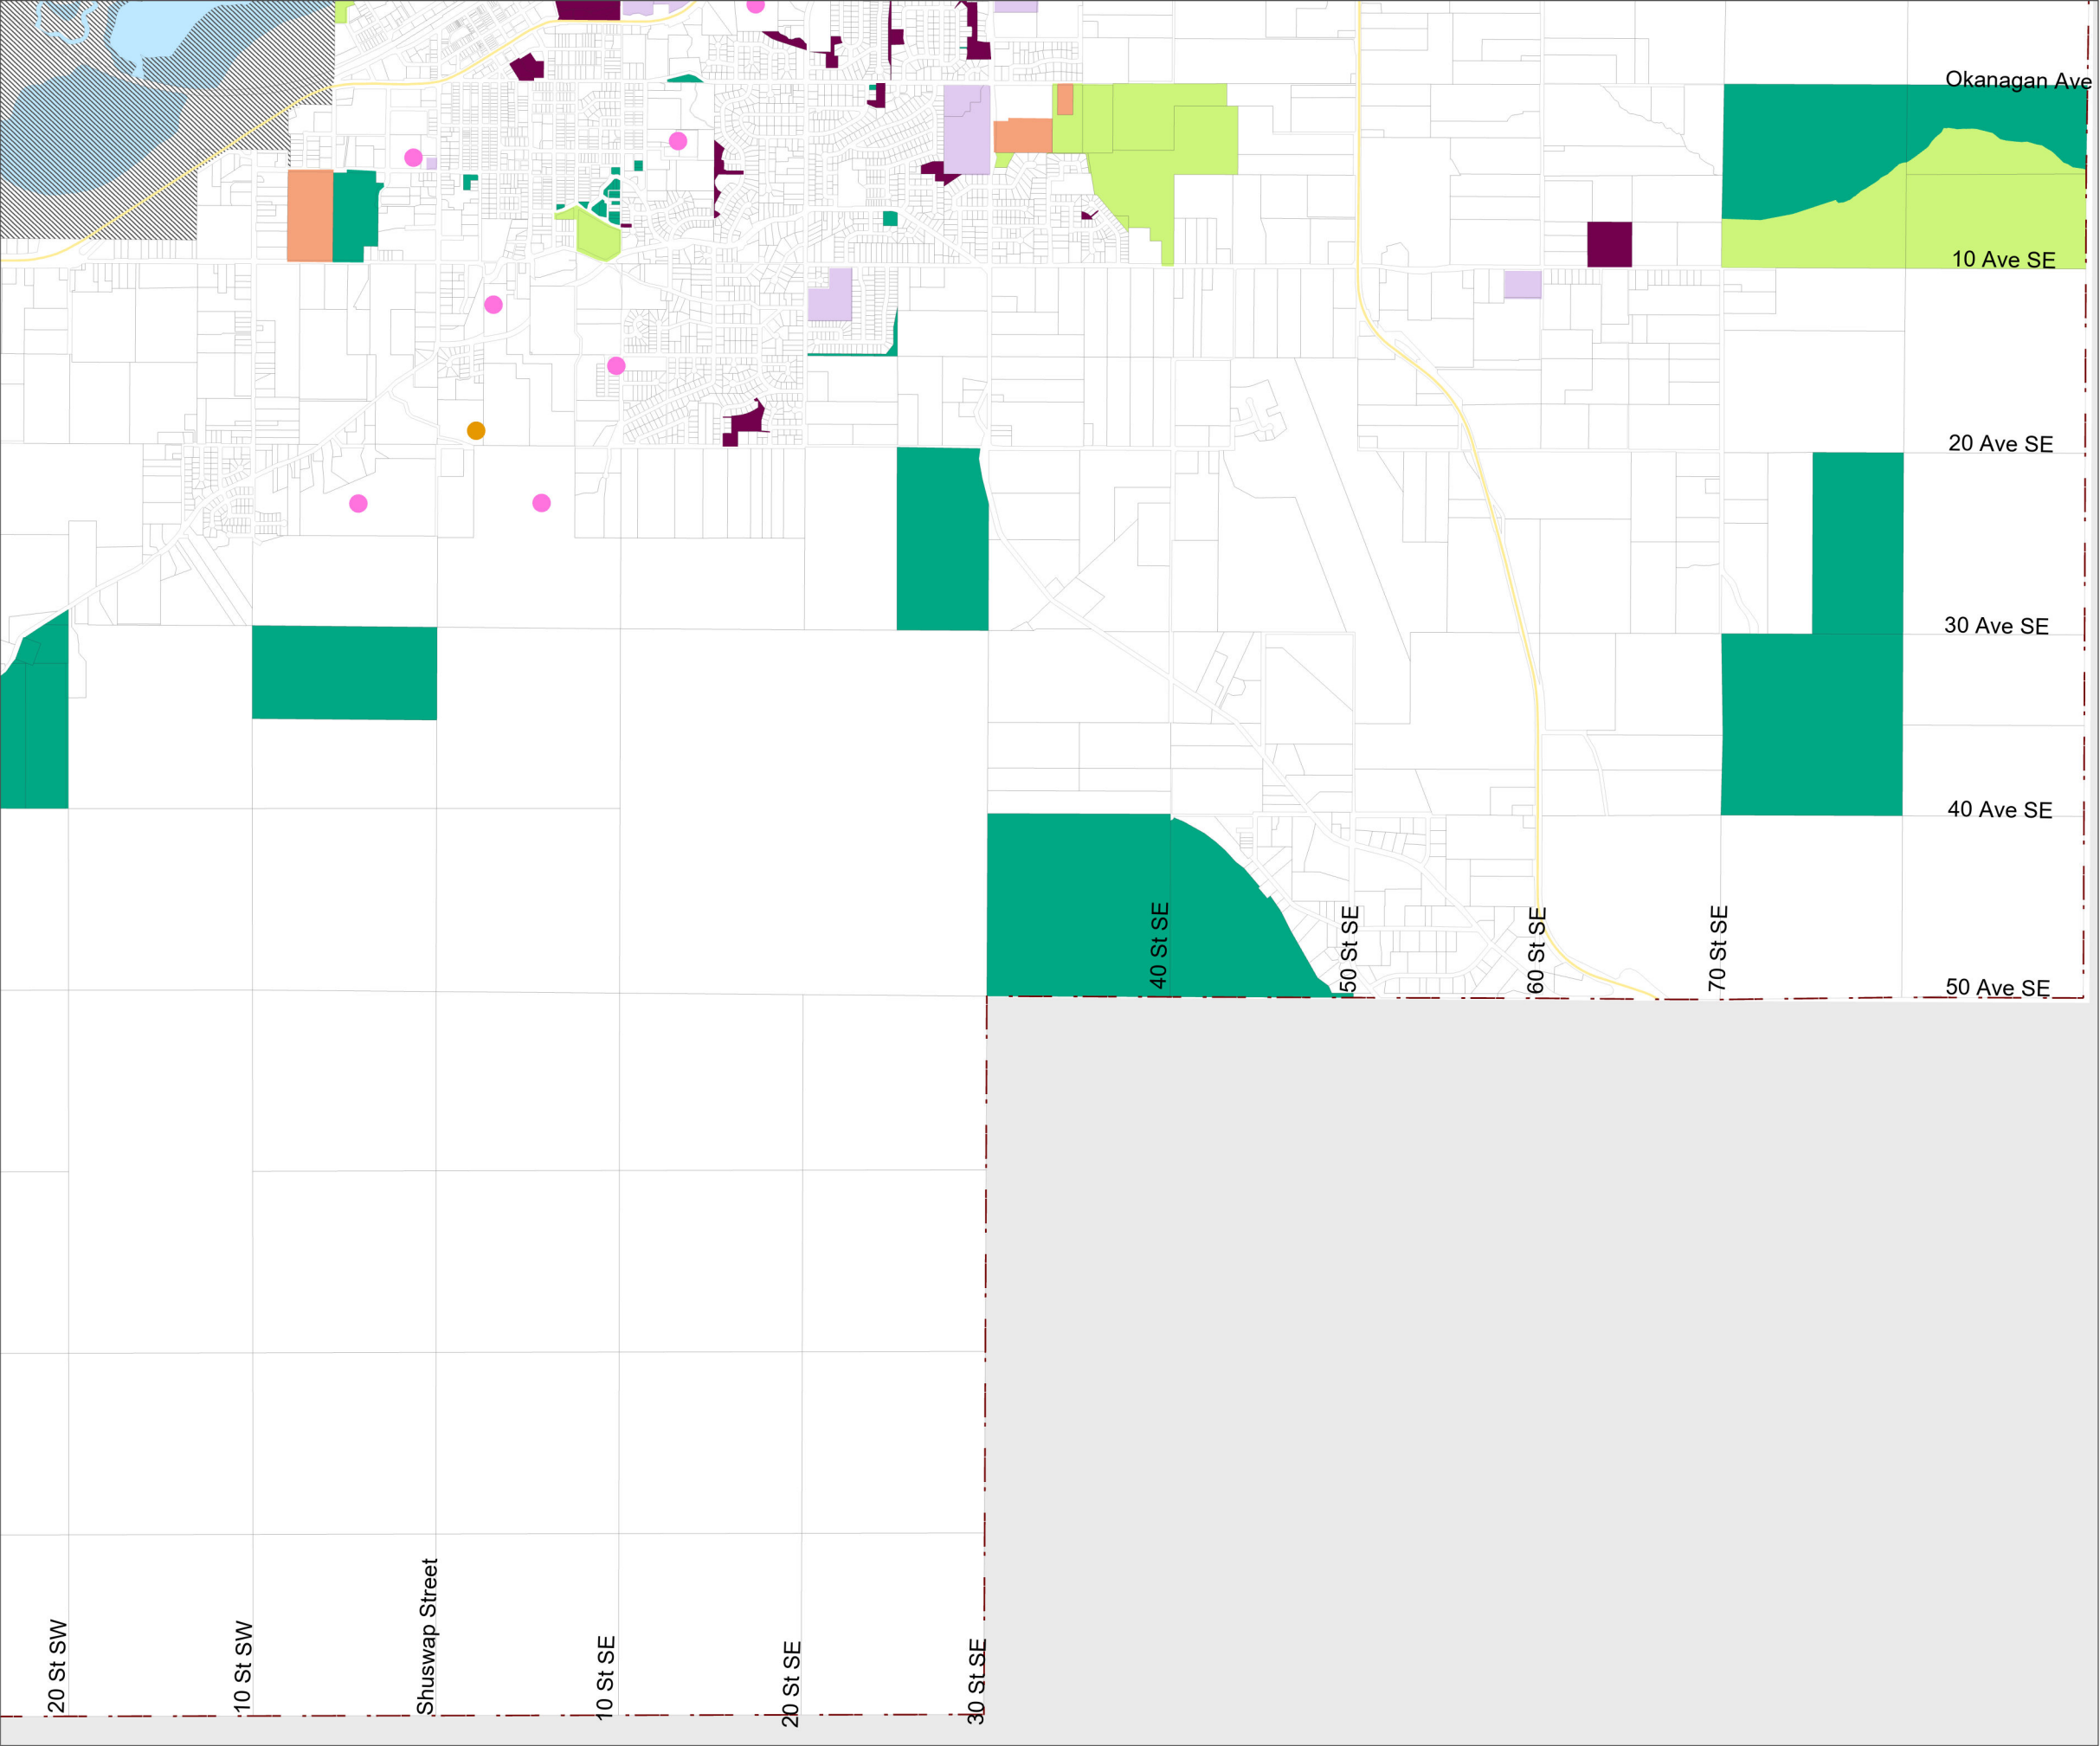 Okanagan Ave
10 Ave SE
20 Ave SE
30 Ave SE
40 Ave SE
40 St SE
50 St SE
60 St SE
70 St SE
50 Ave SE
20 St SW
10 St SW
Shuswap Street
10 St SE
20 St SE
30 St SE